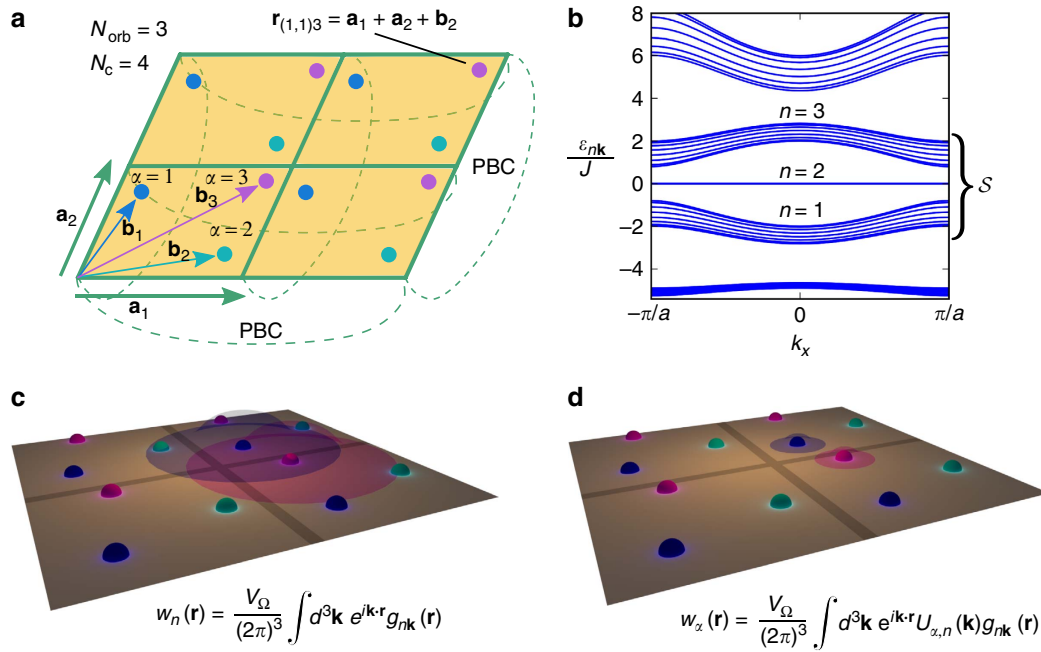 a
N_orb = 3
N_c = 4
r_(1,1)3 = a_1 + a_2 + b_2
PBC
α = 1
α = 3
b_3
a_2
b_1
α = 2
b_2
a_1
PBC
b
8
6
4
2
0
−2
−4
ε_nk / J
n = 3
n = 2
n = 1
S
−π/a
0
π/a
k_x
c
w_n(r) = V_Ω / (2π)^3 ∫ d^3k e^{ik·r} g_nk(r)
d
w_α(r) = V_Ω / (2π)^3 ∫ d^3k e^{ik·r} U_α,n(k) g_nk(r)